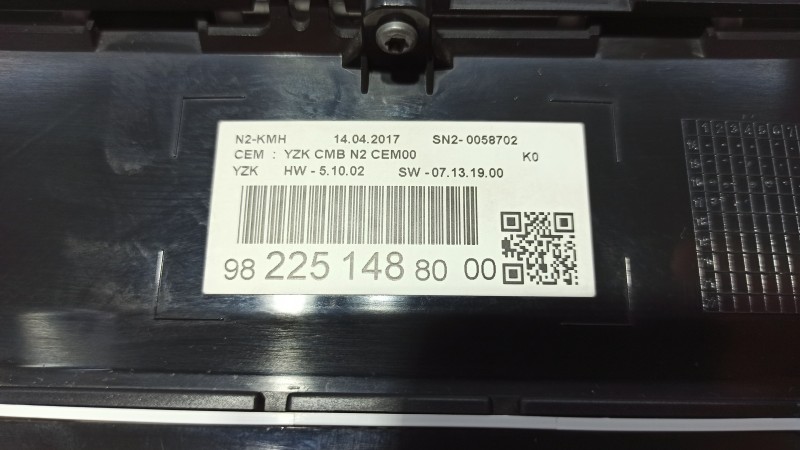 N2-KMH 14.04.2017 SN2- 0058702
CEM : YZK CMB N2 CEM00 K0
YZK HW - 5.10.02 SW - 07.13.19.00
98 225 148 80 00